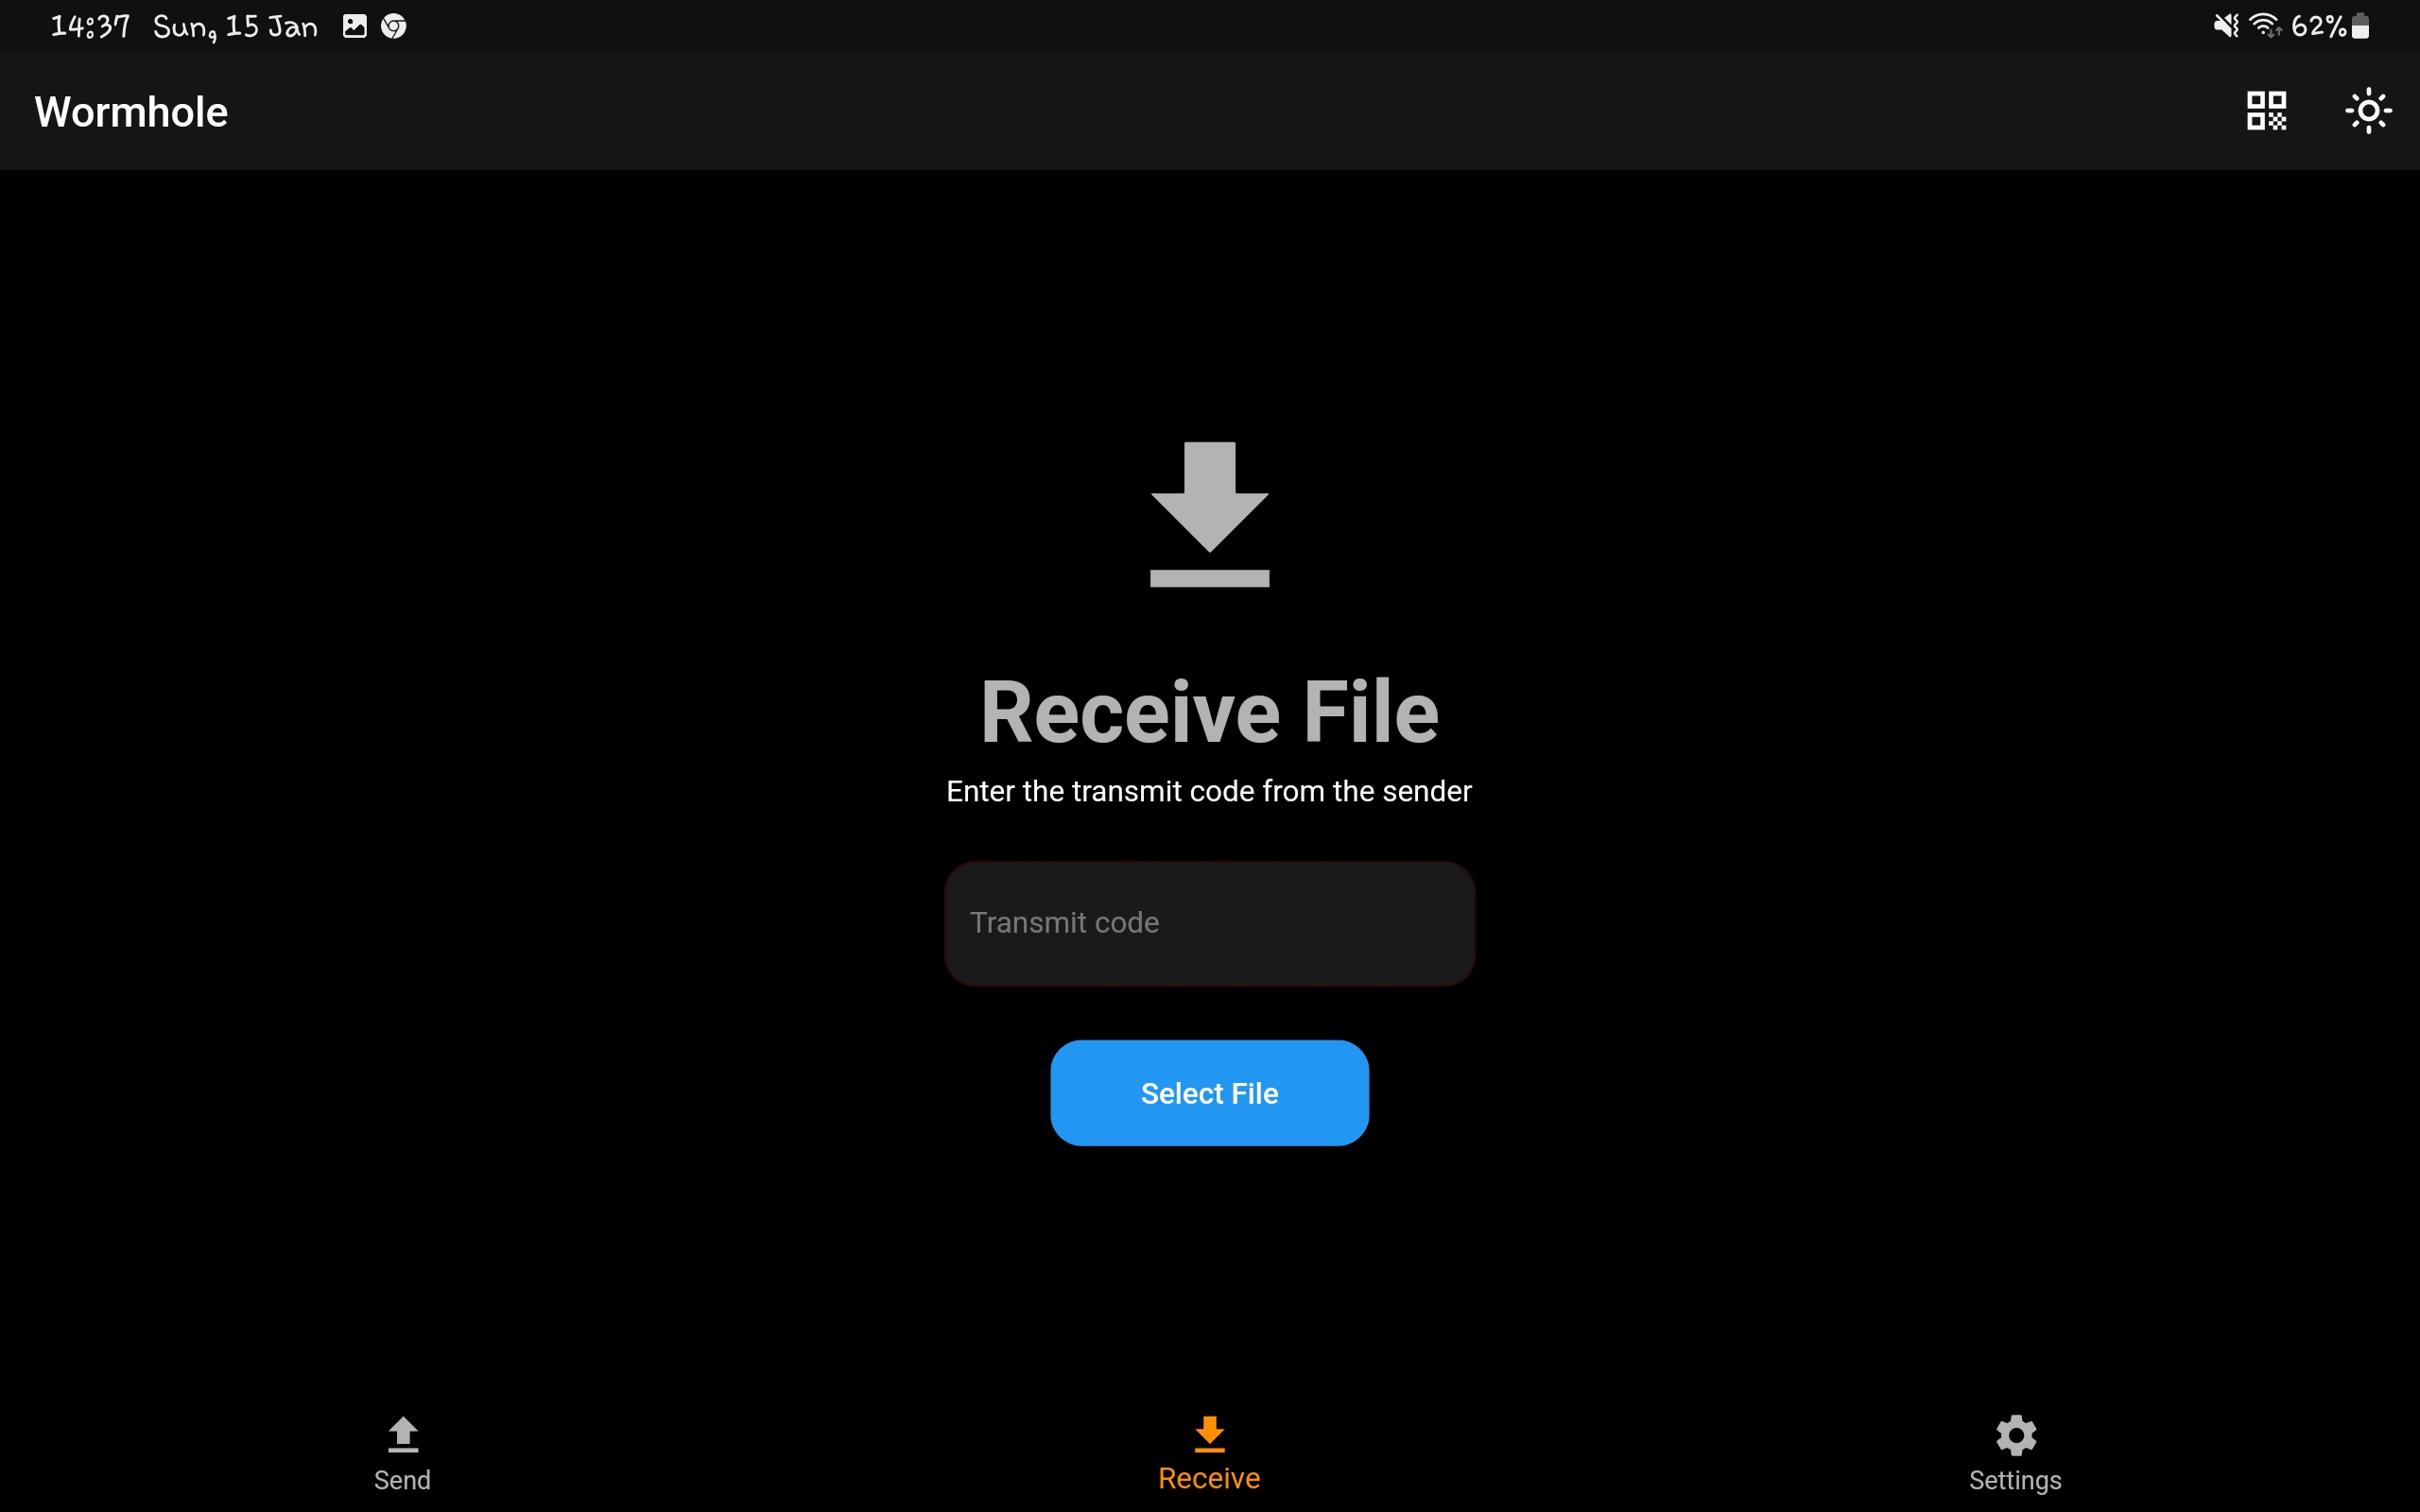 14:37 Sun, 15 Jan 62%
Wormhole
Receive File
Enter the transmit code from the sender
Transmit code
Select File
Send Receive Settings